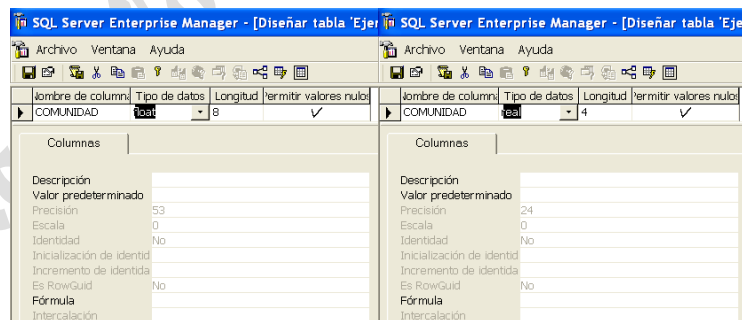 SQL Server Enterprise Manager - [Diseñar tabla 'Ejer
Archivo Ventana Ayuda
Nombre de columna Tipo de datos Longitud Permitir valores nulos
COMUNIDAD float 8
Columnas
Descripción
Valor predeterminado
Precisión 53
Escala 0
Identidad No
Inicialización de identid
Incremento de identida
Es RowGuid No
Fórmula
Intercalación
SQL Server Enterprise Manager - [Diseñar tabla 'Eje
Archivo Ventana Ayuda
Nombre de columna Tipo de datos Longitud Permitir valores nulos
COMUNIDAD real 4
Columnas
Descripción
Valor predeterminado
Precisión 24
Escala 0
Identidad No
Inicialización de identid
Incremento de identida
Es RowGuid No
Fórmula
Intercalación